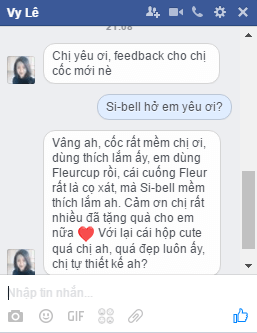 Vy Lê
21:08
Chị yêu ơi, feedback cho chị
cốc mới nè
Si-bell hở em yêu ơi?
Vâng ah, cốc rất mềm chị ơi,
dùng thích lắm ấy, em dùng
Fleurcup rồi, cái cuống Fleur
rất là cọ xát, mà Si-bell mềm
thích lắm ah. Cảm ơn chị rất
nhiều đã tặng quà cho em
nữa ❤ Với lại cái hộp cute
quá chị ah, quá đẹp luôn ấy,
chị tự thiết kế ah?
Nhập tin nhắn...
GIF